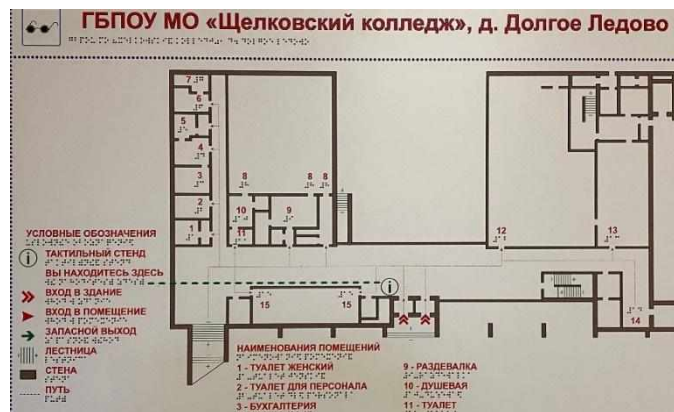 ГБПОУ МО «Щелковский колледж», д. Долгое Ледово
7
6
5
4
3
2
1
8
8
8
10
9
11
12
13
15
15
14
УСЛОВНЫЕ ОБОЗНАЧЕНИЯ
i
ТАКТИЛЬНЫЙ СТЕНД
ВЫ НАХОДИТЕСЬ ЗДЕСЬ
ВХОД В ЗДАНИЕ
ВХОД В ПОМЕЩЕНИЕ
ЗАПАСНОЙ ВЫХОД
ЛЕСТНИЦА
СТЕНА
ПУТЬ
i
НАИМЕНОВАНИЯ ПОМЕЩЕНИЙ
1 - ТУАЛЕТ ЖЕНСКИЙ
2 - ТУАЛЕТ ДЛЯ ПЕРСОНАЛА
3 - БУХГАЛТЕРИЯ
9 - РАЗДЕВАЛКА
10 - ДУШЕВАЯ
11 - ТУАЛЕТ